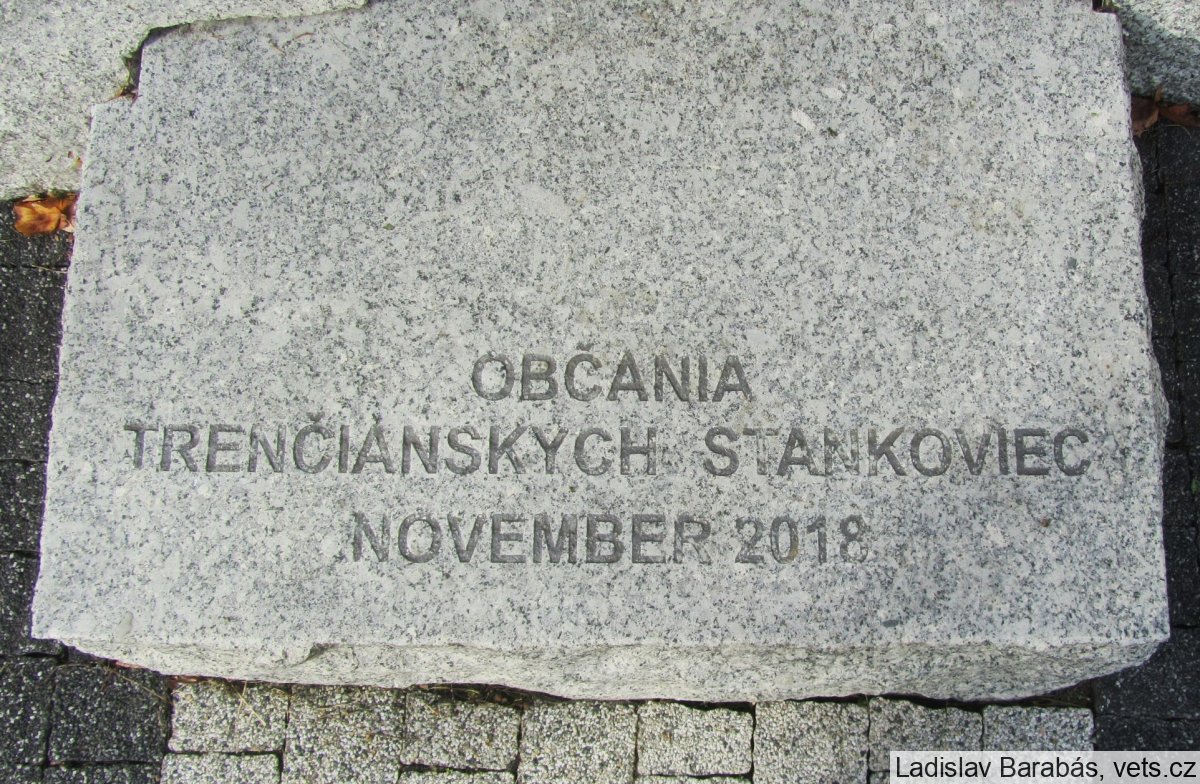 OBČANIA
TRENČIANSKYCH STANKOVIEC
NOVEMBER 2018
Ladislav Barabás, vets.cz